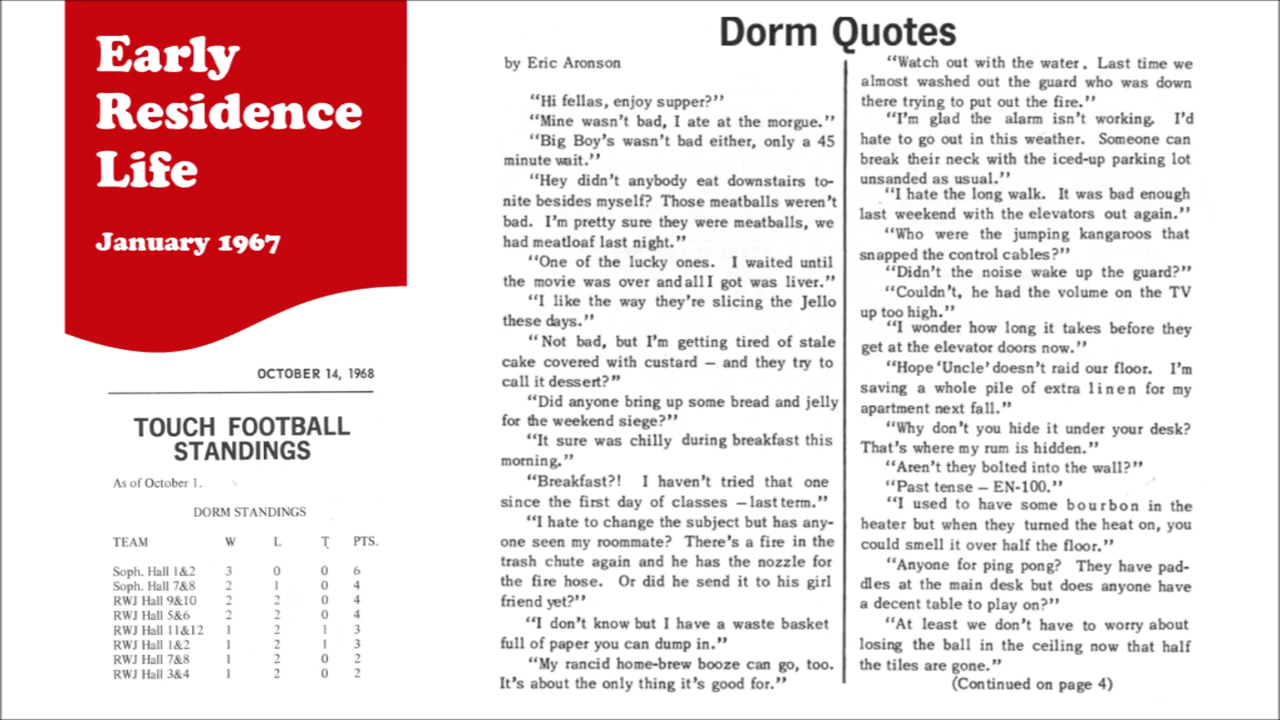 Early
Residence
Life
January 1967
OCTOBER 14, 1968
TOUCH FOOTBALL
STANDINGS
As of October 1.
DORM STANDINGS
TEAM W L T PTS.
Soph. Hall 1&2 3 0 0 6
Soph. Hall 7&8 2 1 0 4
RWJ Hall 9&10 2 2 0 4
RWJ Hall 5&6 2 2 0 4
RWJ Hall 11&12 1 2 1 3
RWJ Hall 1&2 1 2 1 3
RWJ Hall 7&8 1 2 0 2
RWJ Hall 3&4 1 2 0 2
Dorm Quotes
by Eric Aronson
“Hi fellas, enjoy supper?”
“Mine wasn’t bad, I ate at the morgue.”
“Big Boy’s wasn’t bad either, only a 45
minute wait.”
“Hey didn’t anybody eat downstairs to-
nite besides myself? Those meatballs weren’t
bad. I’m pretty sure they were meatballs, we
had meatloaf last night.”
“One of the lucky ones. I waited until
the movie was over and all I got was liver.”
“I like the way they’re slicing the Jello
these days.”
“Not bad, but I’m getting tired of stale
cake covered with custard – and they try to
call it dessert?”
“Did anyone bring up some bread and jelly
for the weekend siege?”
“It sure was chilly during breakfast this
morning.”
“Breakfast?! I haven’t tried that one
since the first day of classes – last term.”
“I hate to change the subject but has any-
one seen my roommate? There’s a fire in the
trash chute again and he has the nozzle for
the fire hose. Or did he send it to his girl
friend yet?”
“I don’t know but I have a waste basket
full of paper you can dump in.”
“My rancid home-brew booze can go, too.
It’s about the only thing it’s good for.”
“Watch out with the water. Last time we
almost washed out the guard who was down
there trying to put out the fire.”
“I’m glad the alarm isn’t working. I’d
hate to go out in this weather. Someone can
break their neck with the iced-up parking lot
unsanded as usual.”
“I hate the long walk. It was bad enough
last weekend with the elevators out again.”
“Who were the jumping kangaroos that
snapped the control cables?”
“Didn’t the noise wake up the guard?”
“Couldn’t, he had the volume on the TV
up too high.”
“I wonder how long it takes before they
get at the elevator doors now.”
“Hope ‘Uncle’ doesn’t raid our floor. I’m
saving a whole pile of extra linen for my
apartment next fall.”
“Why don’t you hide it under your desk?
That’s where my rum is hidden.”
“Aren’t they bolted into the wall?”
“Past tense – EN-100.”
“I used to have some bourbon in the
heater but when they turned the heat on, you
could smell it over half the floor.”
“Anyone for ping pong? They have pad-
dles at the main desk but does anyone have
a decent table to play on?”
“At least we don’t have to worry about
losing the ball in the ceiling now that half
the tiles are gone.”
(Continued on page 4)